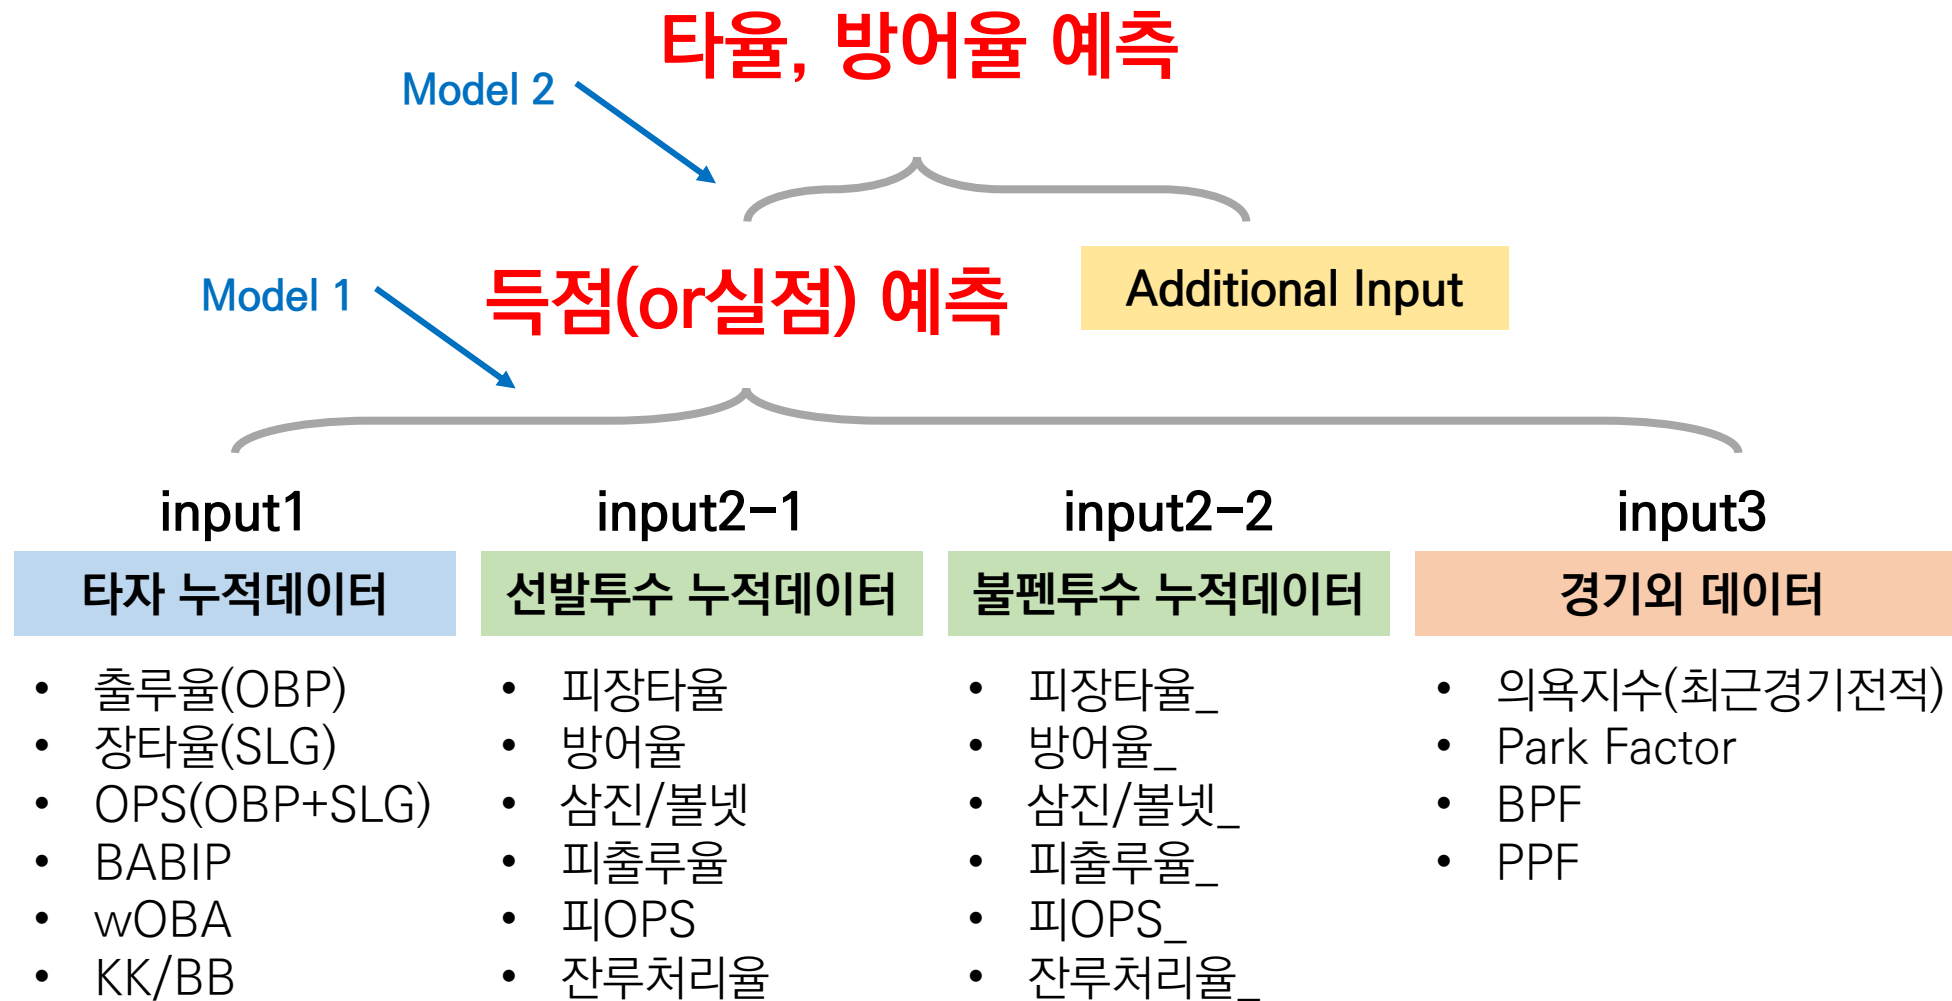 타율, 방어율 예측
Model 2
득점(or실점) 예측
Additional Input
Model 1
input1
타자 누적데이터
• 출루율(OBP)
• 장타율(SLG)
• OPS(OBP+SLG)
• BABIP
• wOBA
• KK/BB
input2-1
선발투수 누적데이터
• 피장타율
• 방어율
• 삼진/볼넷
• 피출루율
• 피OPS
• 잔루처리율
input2-2
불펜투수 누적데이터
• 피장타율_
• 방어율_
• 삼진/볼넷_
• 피출루율_
• 피OPS_
• 잔루처리율_
input3
경기외 데이터
• 의욕지수(최근경기전적)
• Park Factor
• BPF
• PPF